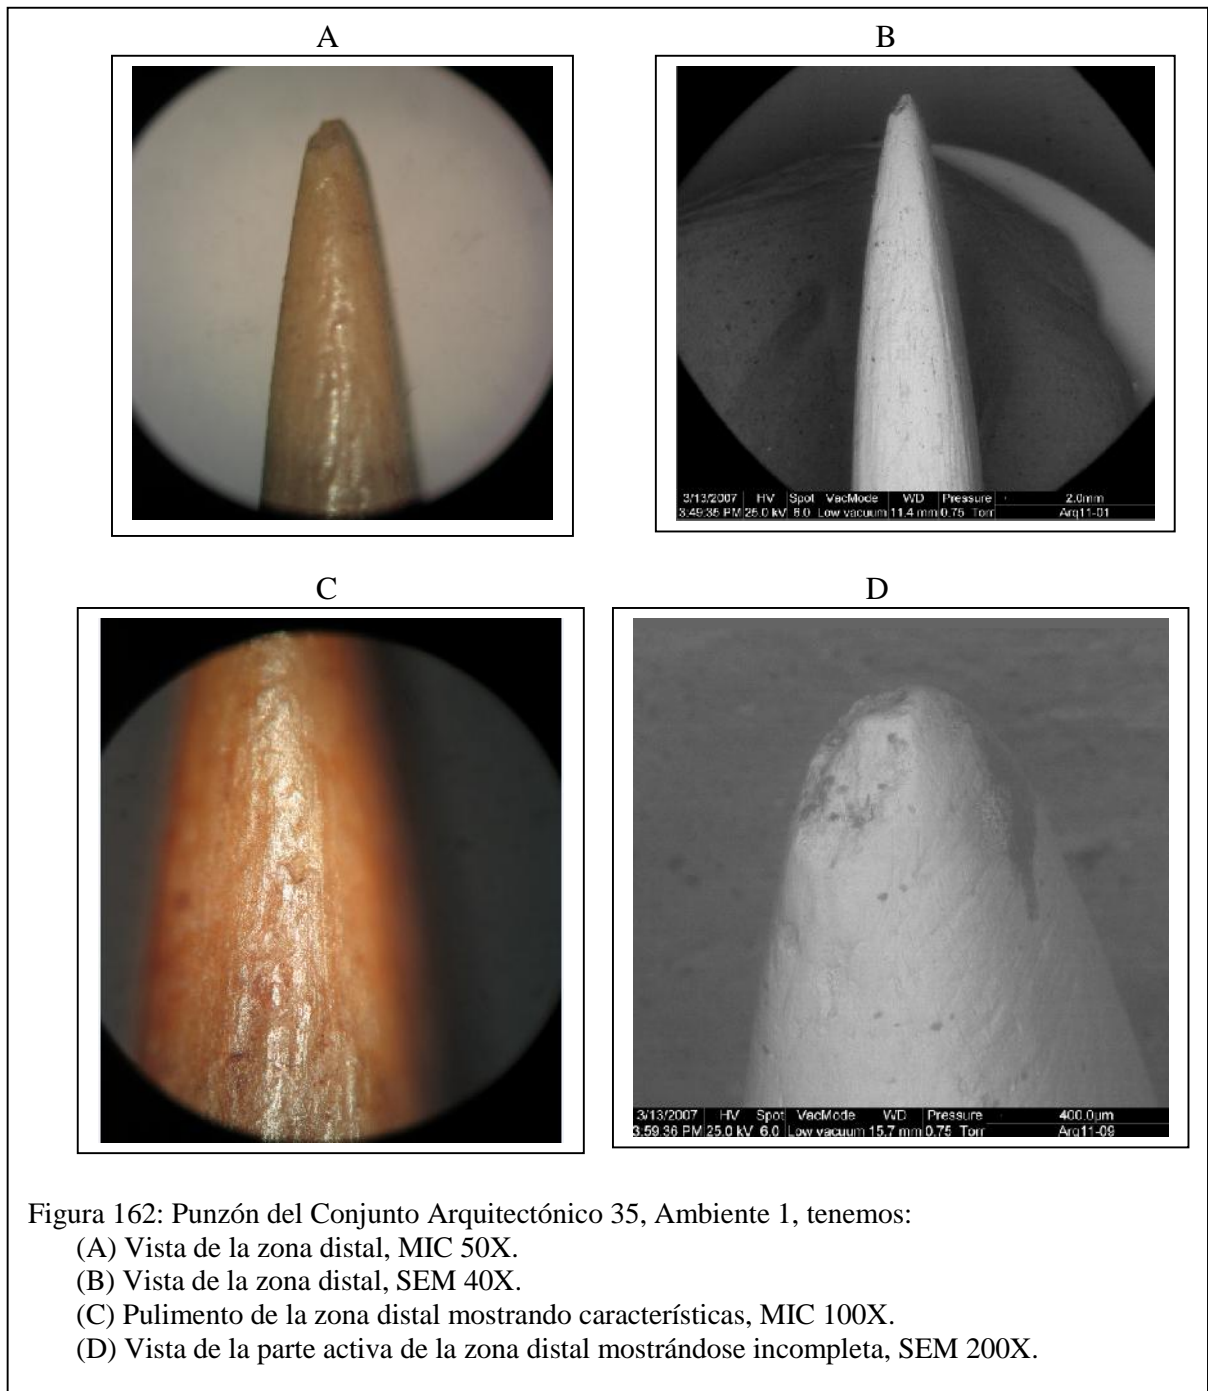 A
B
3/13/2007 HV Spot VacMode WD Pressure 2.0mm
3:49:35 PM 25.0 kV 6.0 Low vacuum 11.4 mm 0.75 Torr Arq11-01
C
D
3/13/2007 HV Spot VacMode WD Pressure 400.0µm
3:59:36 PM 25.0 kV 6.0 Low vacuum 15.7 mm 0.75 Torr Arq11-09
Figura 162: Punzón del Conjunto Arquitectónico 35, Ambiente 1, tenemos:
(A) Vista de la zona distal, MIC 50X.
(B) Vista de la zona distal, SEM 40X.
(C) Pulimento de la zona distal mostrando características, MIC 100X.
(D) Vista de la parte activa de la zona distal mostrándose incompleta, SEM 200X.